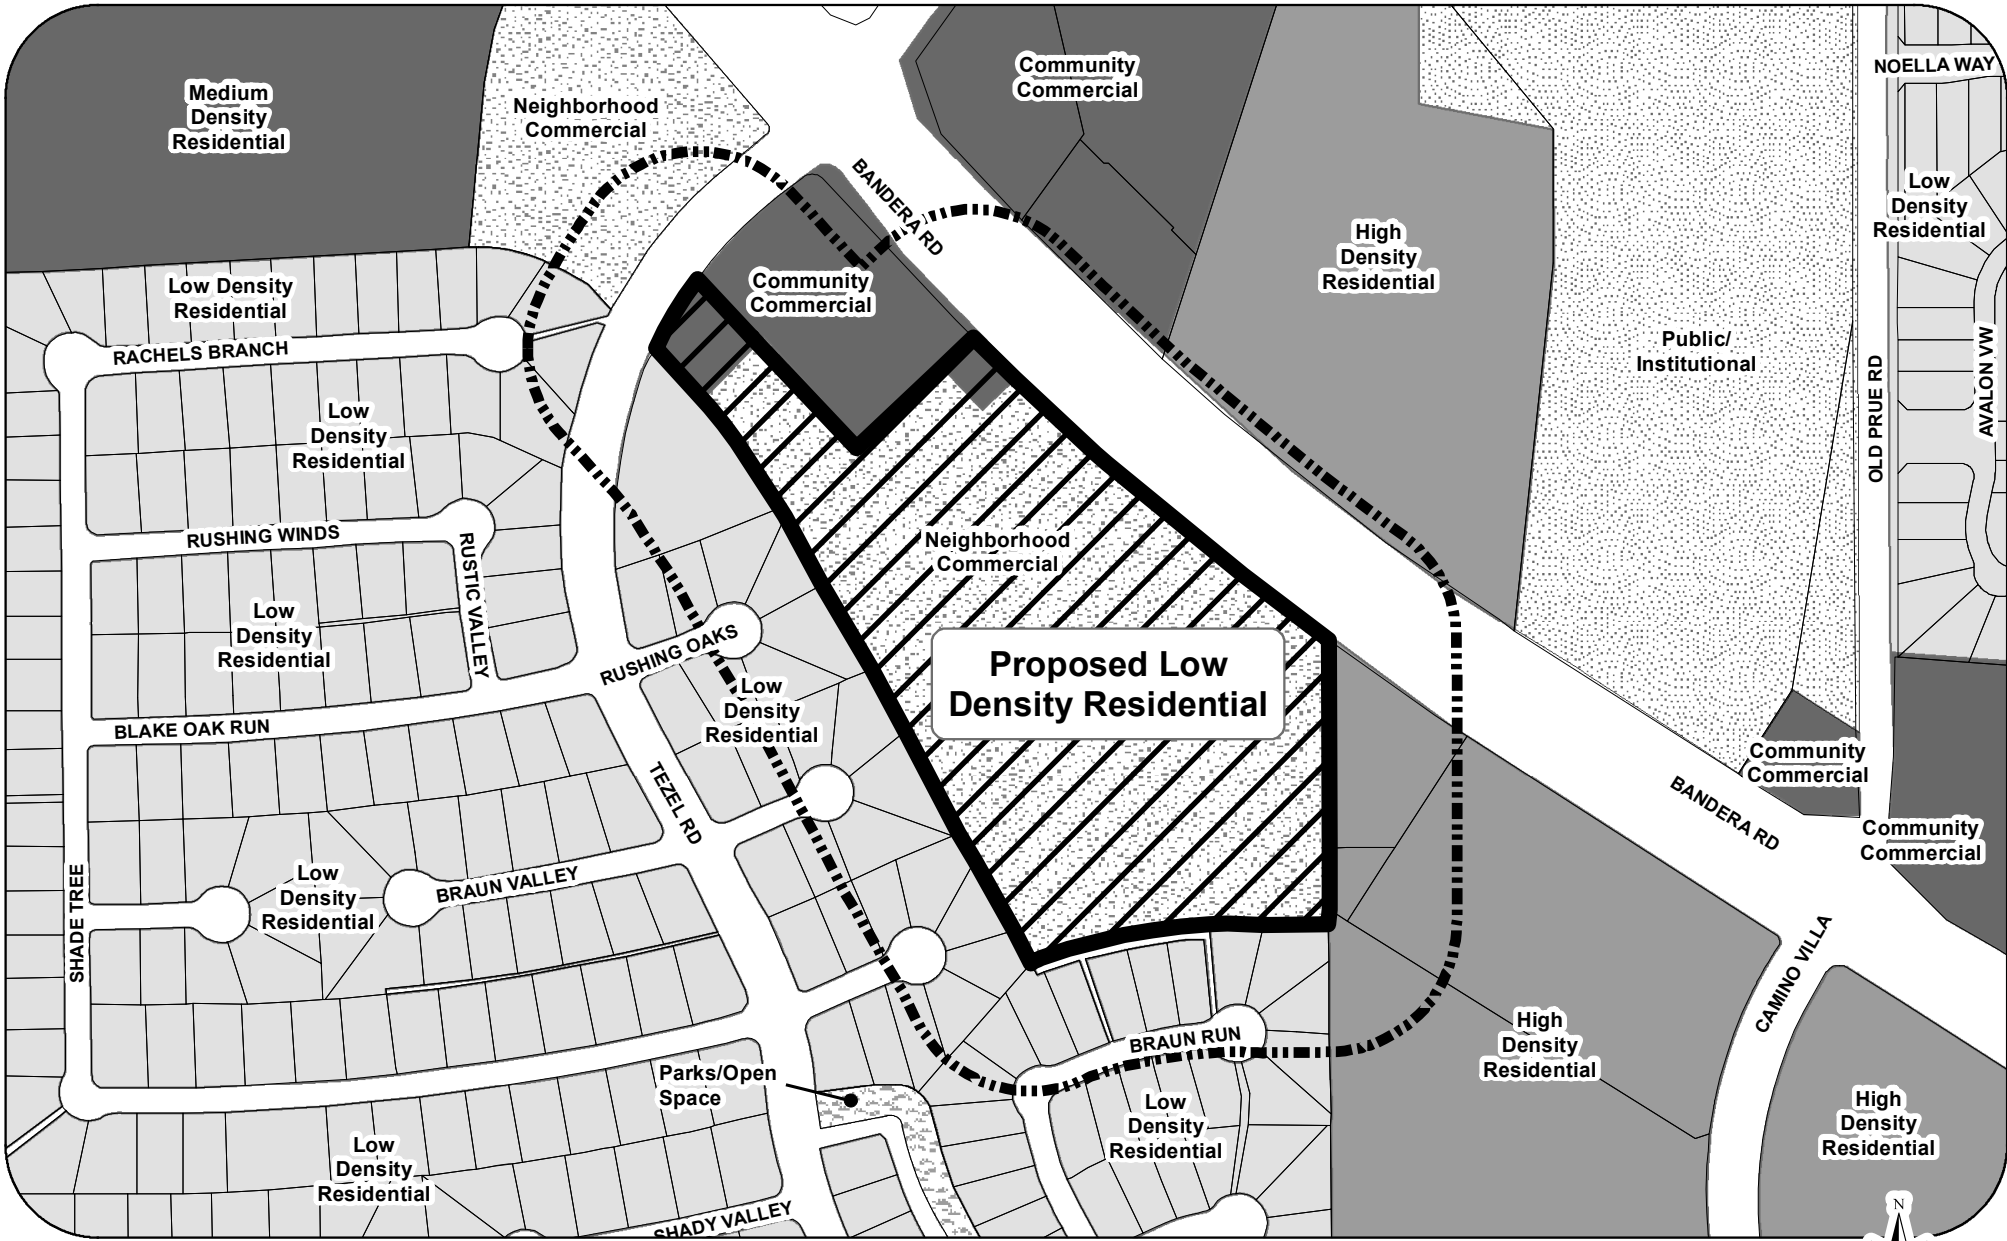 Medium
Density
Residential
Neighborhood
Commercial
Community
Commercial
NOELLA WAY
Low
Density
Residential
BANDERA RD
High
Density
Residential
Low Density
Residential
Community
Commercial
Public/
Institutional
RACHELS BRANCH
AVALON VW
OLD PRUE RD
Low
Density
Residential
RUSHING WINDS
RUSTIC VALLEY
Neighborhood
Commercial
Low
Density
Residential
RUSHING OAKS
Proposed Low
Density Residential
Low
Density
Residential
BLAKE OAK RUN
TEZEL RD
Community
Commercial
BANDERA RD
Community
Commercial
SHADE TREE
Low
Density
Residential
BRAUN VALLEY
CAMINO VILLA
High
Density
Residential
BRAUN RUN
Parks/Open
Space
Low
Density
Residential
High
Density
Residential
Low
Density
Residential
SHADY VALLEY
N